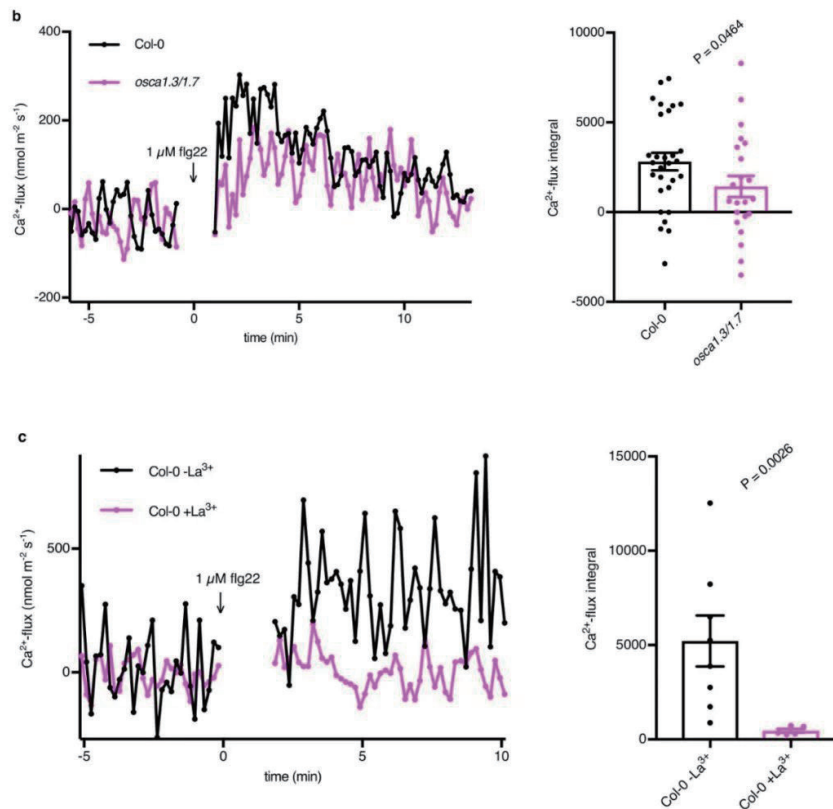 b
400
200
0
-200
Ca²⁺-flux (nmol m⁻² s⁻¹)
Col-0
osca1.3/1.7
1 µM flg22
-5
0
5
10
time (min)
10000
5000
0
-5000
Ca²⁺-flux integral
P = 0.0464
Col-0
osca1.3/1.7
c
500
0
Ca²⁺-flux (nmol m⁻² s⁻¹)
Col-0 -La³⁺
Col-0 +La³⁺
1 µM flg22
-5
0
5
10
time (min)
15000
10000
5000
0
Ca²⁺-flux integral
P = 0.0026
Col-0 -La³⁺
Col-0 +La³⁺